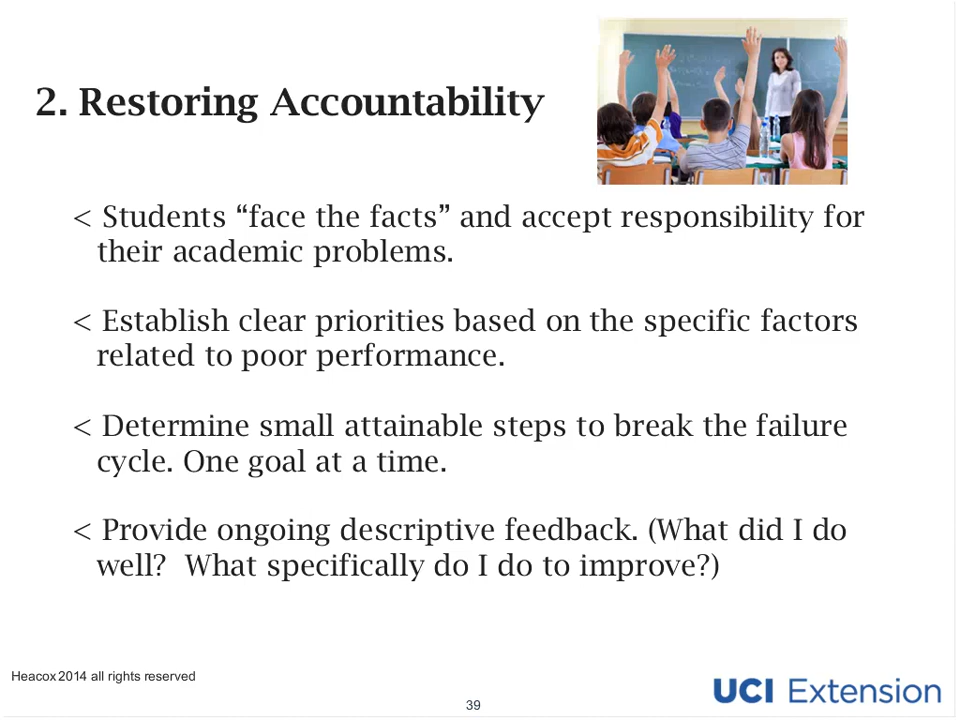 2. Restoring Accountability
< Students “face the facts” and accept responsibility for
their academic problems.
< Establish clear priorities based on the specific factors
related to poor performance.
< Determine small attainable steps to break the failure
cycle. One goal at a time.
< Provide ongoing descriptive feedback. (What did I do
well?  What specifically do I do to improve?)
Heacox 2014 all rights reserved
39
UCI Extension